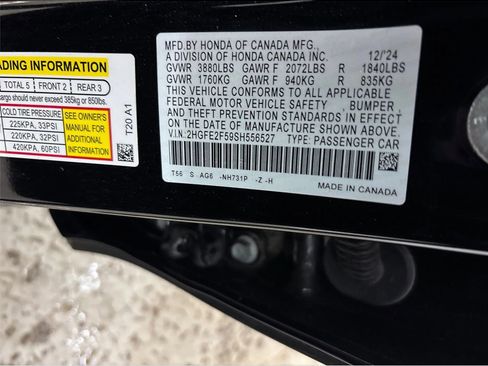 ADING INFORMATION
TOTAL 5 FRONT 2 REAR 3
argo should never exceed 385kg or 850lbs.
COLD TIRE PRESSURE
225KPA, 33PSI
220KPA, 32PSI
420KPA, 60PSI
SEE OWNER'S
MANUAL FOR
ADDITIONAL
INFORMATION
T20 A1
MFD.BY HONDA OF CANADA MFG.,
A DIVISION OF HONDA CANADA INC. 12/24
GVWR 3880LBS GAWR F 2072LBS R 1840LBS
GVWR 1760KG GAWR F 940KG R 835KG
THIS VEHICLE CONFORMS TO ALL APPLICABLE
FEDERAL MOTOR VEHICLE SAFETY , BUMPER,
AND THEFT PREVENTION STANDARDS IN EFFECT
ON THE DATE OF MANUFACTURE SHOWN ABOVE.
V.I.N:2HGFE2F59SH556527 TYPE: PASSENGER CAR
T56 S AG6 -NH731P -Z -H
MADE IN CANADA